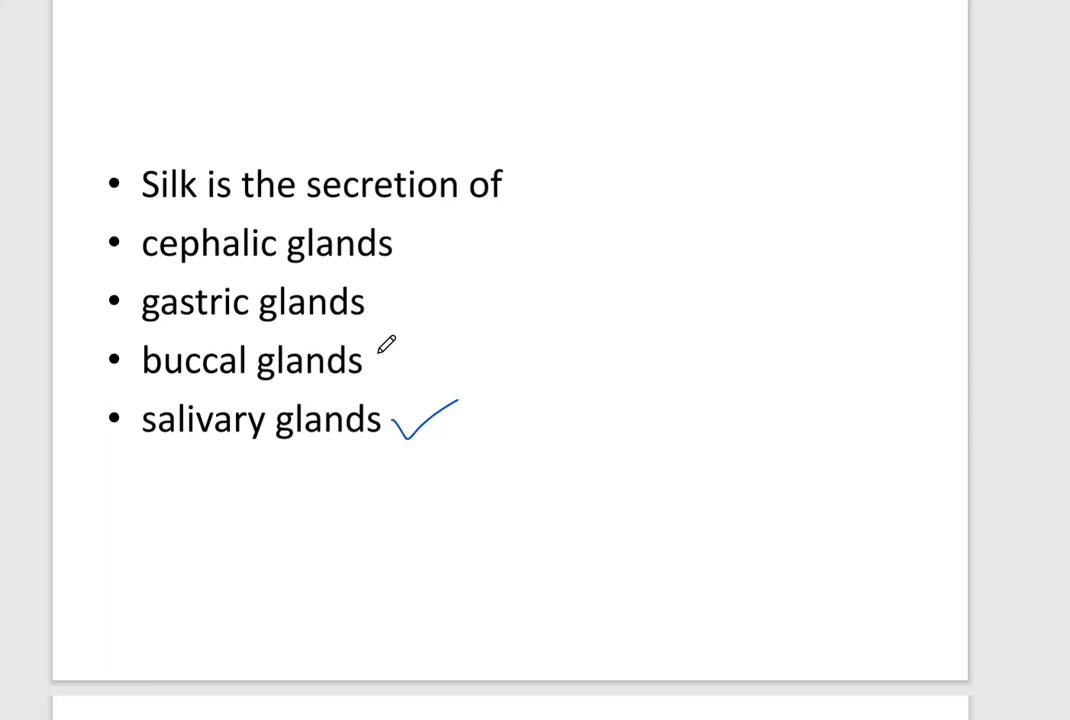 • Silk is the secretion of
• cephalic glands
• gastric glands
• buccal glands
• salivary glands